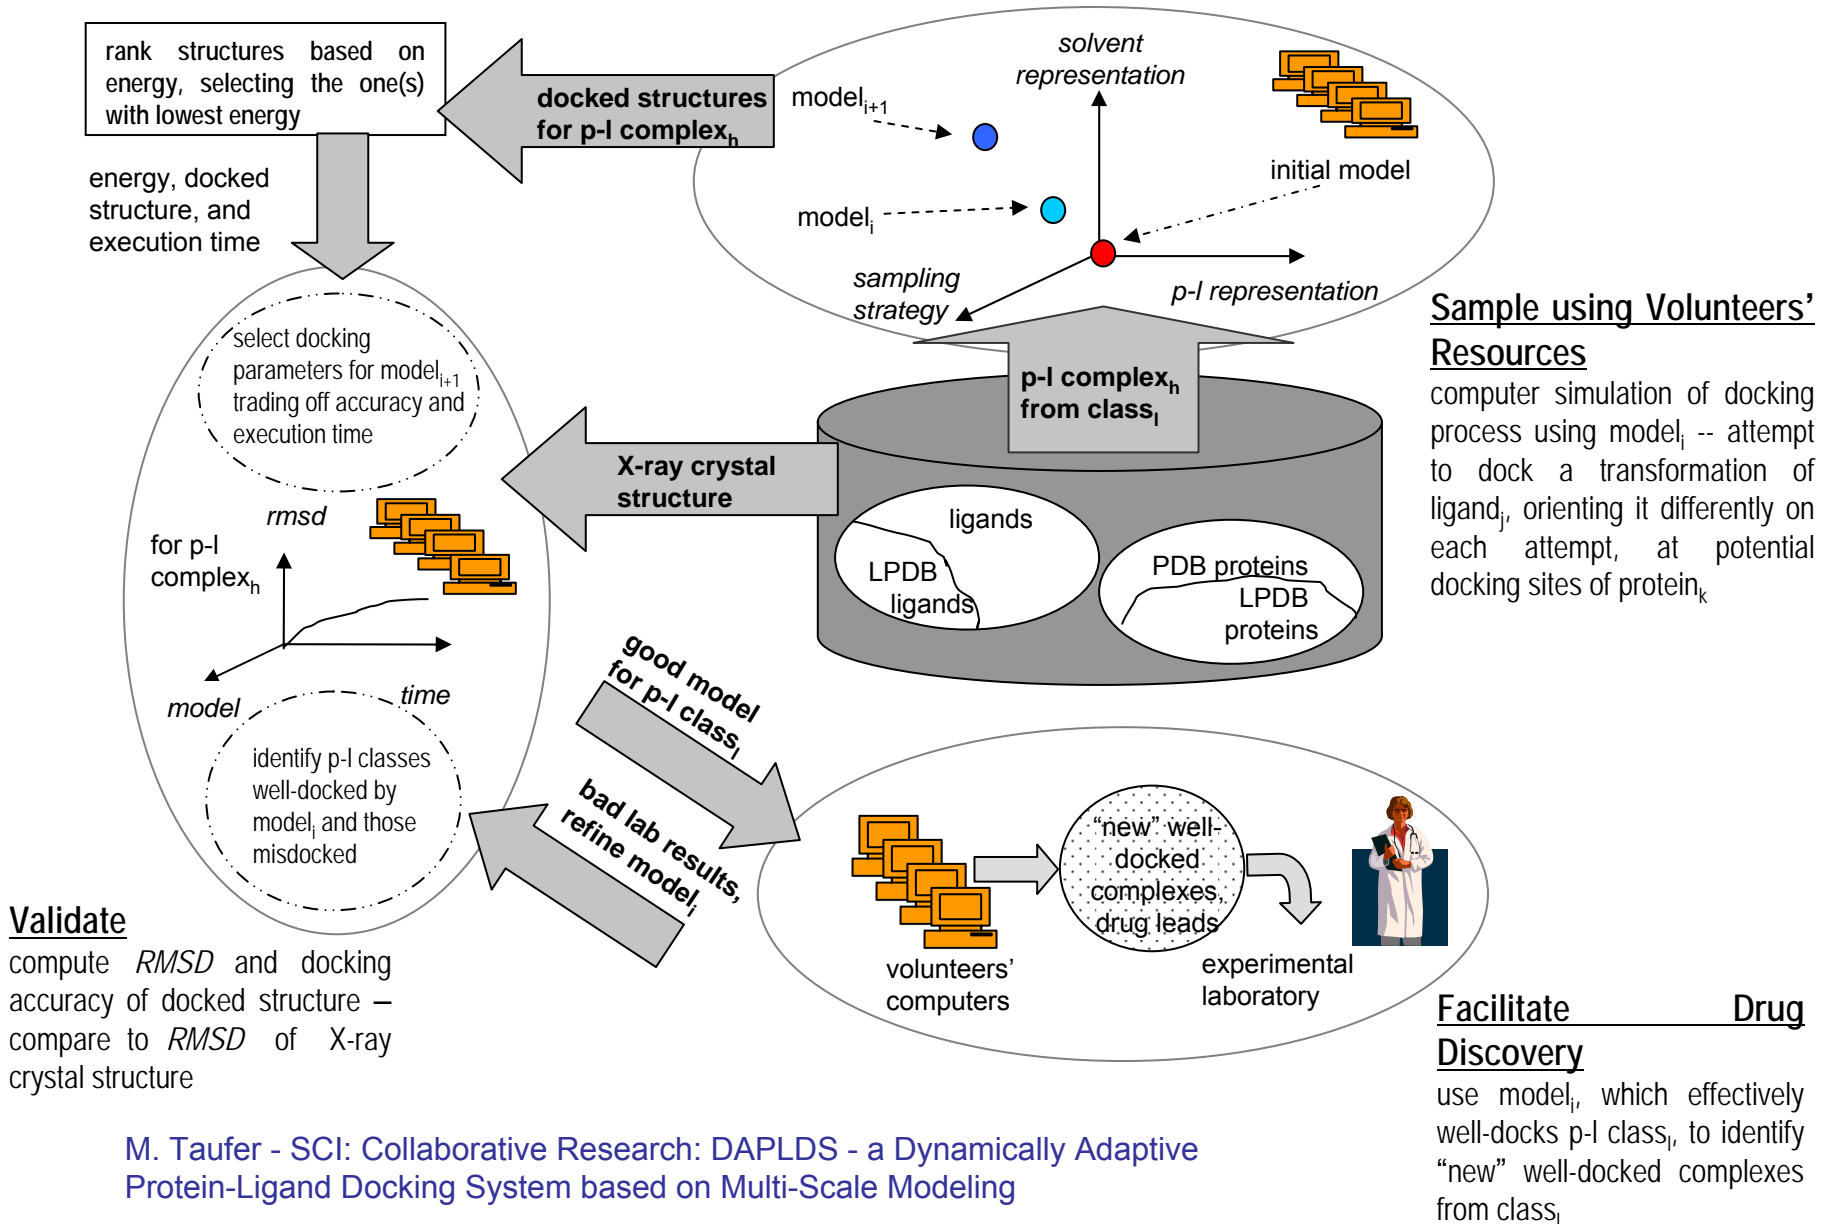 rank structures based on
energy, selecting the one(s)
with lowest energy
docked structures
for p-l complexh
solvent
representation
modeli+1
modeli
initial model
sampling
strategy
p-l representation
energy, docked
structure, and
execution time
select docking
parameters for modeli+1
trading off accuracy and
execution time
rmsd
for p-l
complexh
model
time
identify p-l classes
well-docked by
modeli and those
misdocked
X-ray crystal
structure
p-l complexh
from classl
ligands
LPDB
ligands
PDB proteins
LPDB
proteins
Sample using Volunteers’
Resources
computer simulation of docking
process using modeli -- attempt
to dock a transformation of
ligandj, orienting it differently on
each attempt, at potential
docking sites of proteink
good model
for p-l classl
bad lab results,
refine modeli
“new” well-
docked
complexes,
drug leads
volunteers’
computers
experimental
laboratory
Validate
compute RMSD and docking
accuracy of docked structure –
compare to RMSD of X-ray
crystal structure
Facilitate Drug
Discovery
use modeli, which effectively
well-docks p-l classl, to identify
“new” well-docked complexes
from classl
M. Taufer - SCI: Collaborative Research: DAPLDS - a Dynamically Adaptive
Protein-Ligand Docking System based on Multi-Scale Modeling